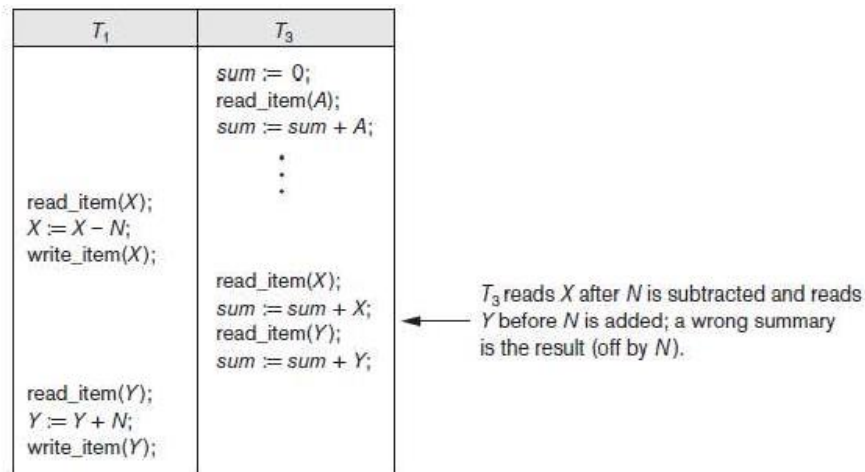 T₁ T₃
sum := 0;
read_item(A);
sum := sum + A;
read_item(X);
X := X – N;
write_item(X);
read_item(X);
sum := sum + X;
read_item(Y);
sum := sum + Y;
T₃ reads X after N is subtracted and reads
Y before N is added; a wrong summary
is the result (off by N).
read_item(Y);
Y := Y + N;
write_item(Y);